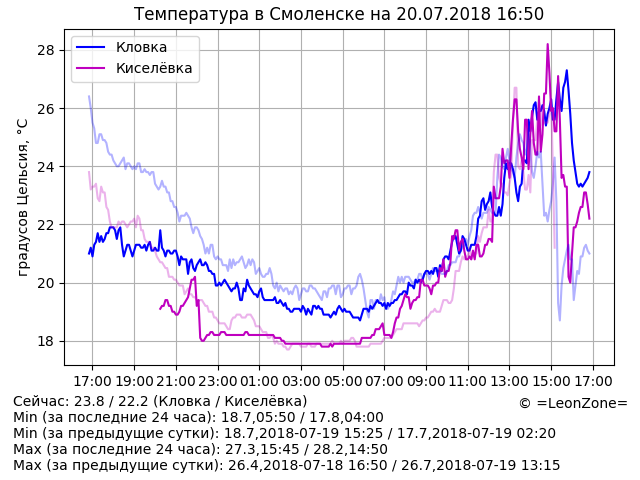 Температура в Смоленске на 20.07.2018 16:50
Кловка
Киселёвка
градусов Цельсия, °C
28
26
24
22
20
18
17:00 19:00 21:00 23:00 01:00 03:00 05:00 07:00 09:00 11:00 13:00 15:00 17:00
Сейчас: 23.8 / 22.2 (Кловка / Киселёвка)
© =LeonZone=
Min (за последние 24 часа): 18.7,05:50 / 17.8,04:00
Min (за предыдущие сутки): 18.7,2018-07-19 15:25 / 17.7,2018-07-19 02:20
Max (за последние 24 часа): 27.3,15:45 / 28.2,14:50
Max (за предыдущие сутки): 26.4,2018-07-18 16:50 / 26.7,2018-07-19 13:15